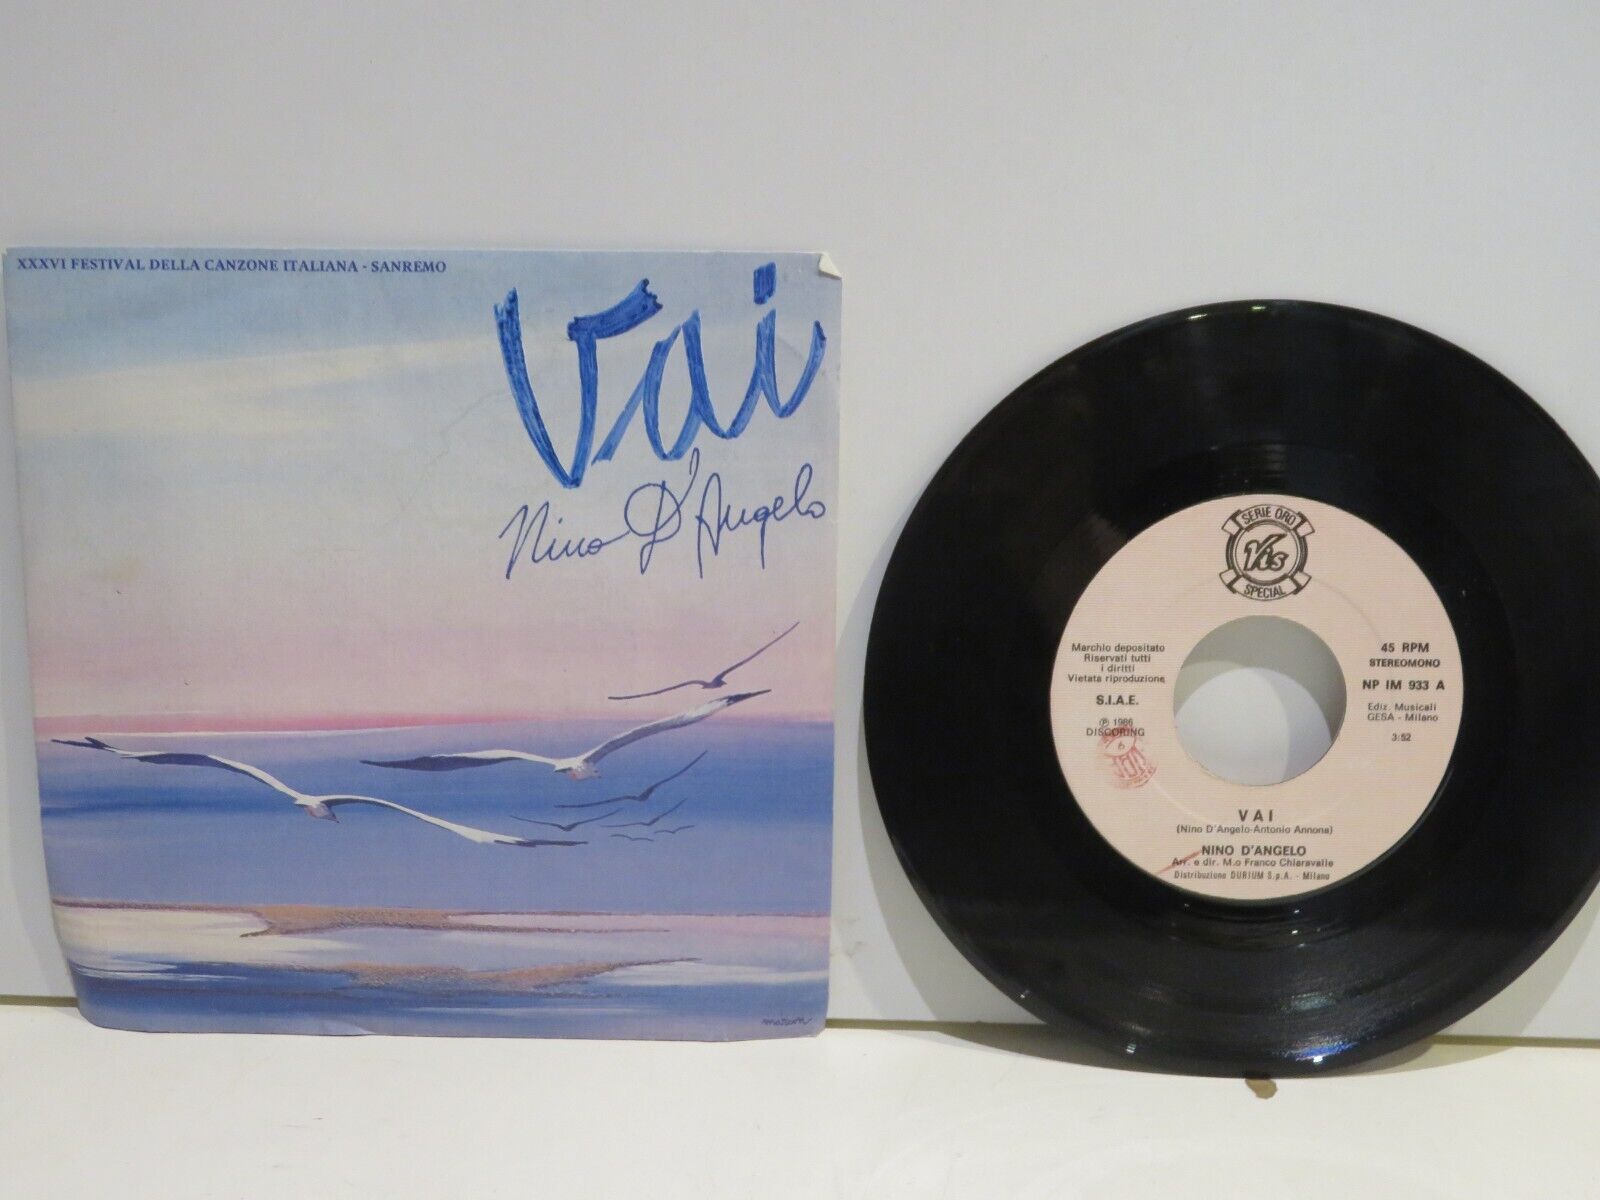 XXXVI FESTIVAL DELLA CANZONE ITALIANA - SANREMO
Vai
Nino D'Angelo
SERIE ORO
Vis
SPECIAL
Marchio depositato
Riservati tutti
i diritti
Vietata riproduzione
S.I.A.E.
℗ 1986
DISCORING
45 RPM
STEREOMONO
NP IM 933 A
Ediz. Musicali
GESA - Milano
3:52
VAI
(Nino D'Angelo-Antonio Annona)
NINO D'ANGELO
Arr. e dir. M.o Franco Chiaravalle
Distribuzione DURIUM S.p.A. - Milano